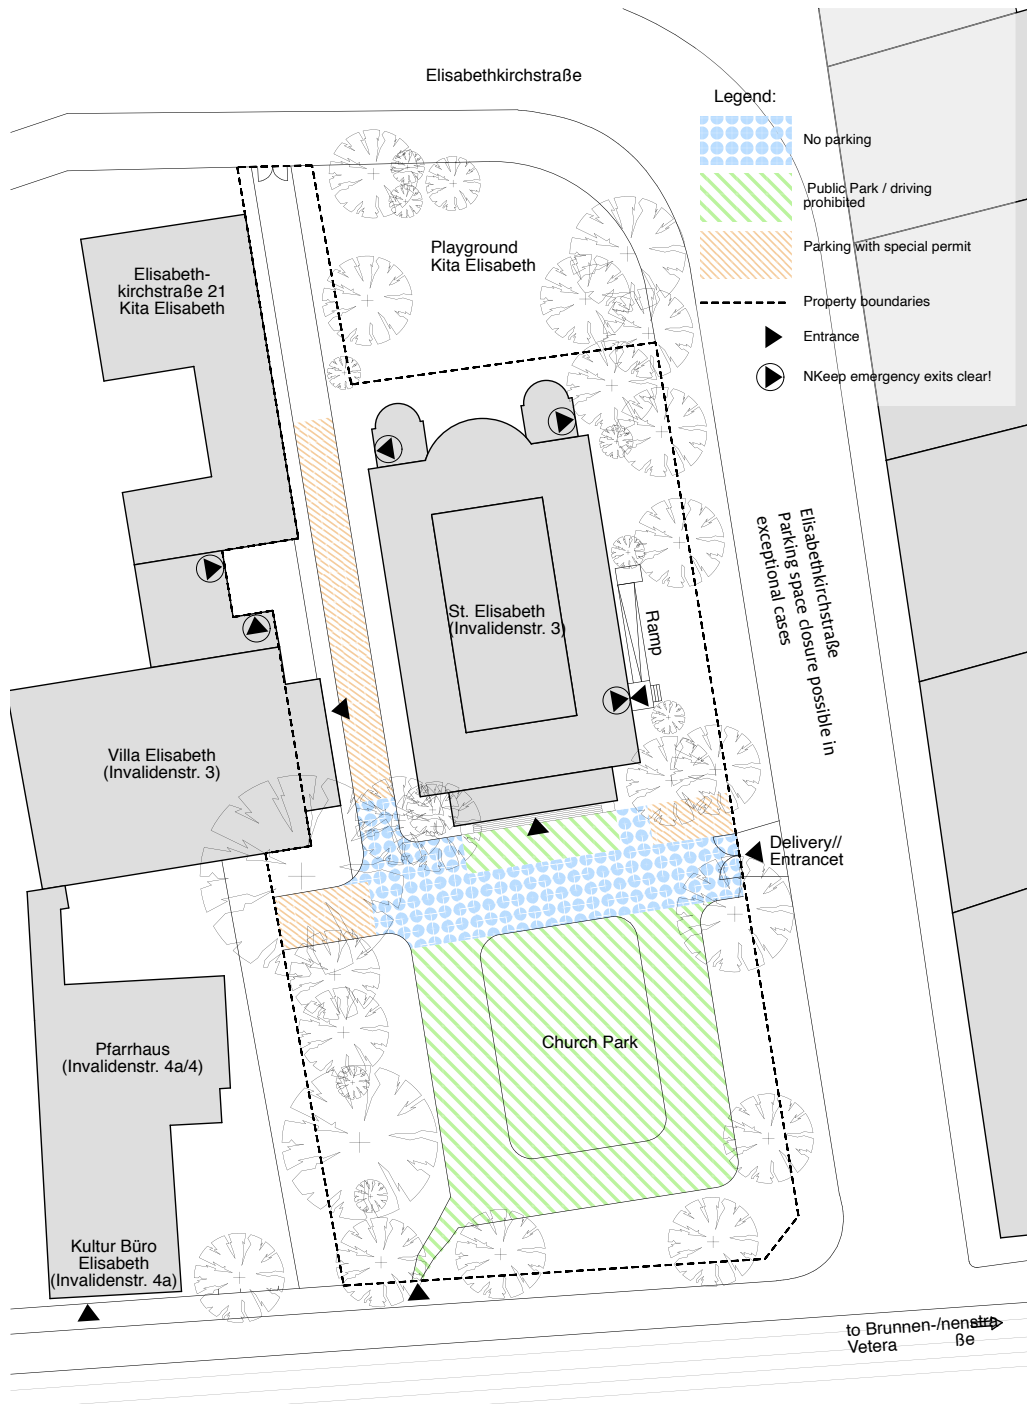 Elisabethkirchstraße
Legend:
No parking
Public Park / driving
prohibited
Parking with special permit
Property boundaries
Entrance
NKeep emergency exits clear!
Playground
Kita Elisabeth
Elisabeth-
kirchstraße 21
Kita Elisabeth
Elisabethkirchstraße
Parking space closure possible in
exceptional cases
St. Elisabeth
(Invalidenstr. 3)
Ramp
Villa Elisabeth
(Invalidenstr. 3)
Delivery//
Entrancet
Church Park
Pfarrhaus
(Invalidenstr. 4a/4)
Kultur Büro
Elisabeth
(Invalidenstr. 4a)
to Brunnen-/nenstra
Vetera ße